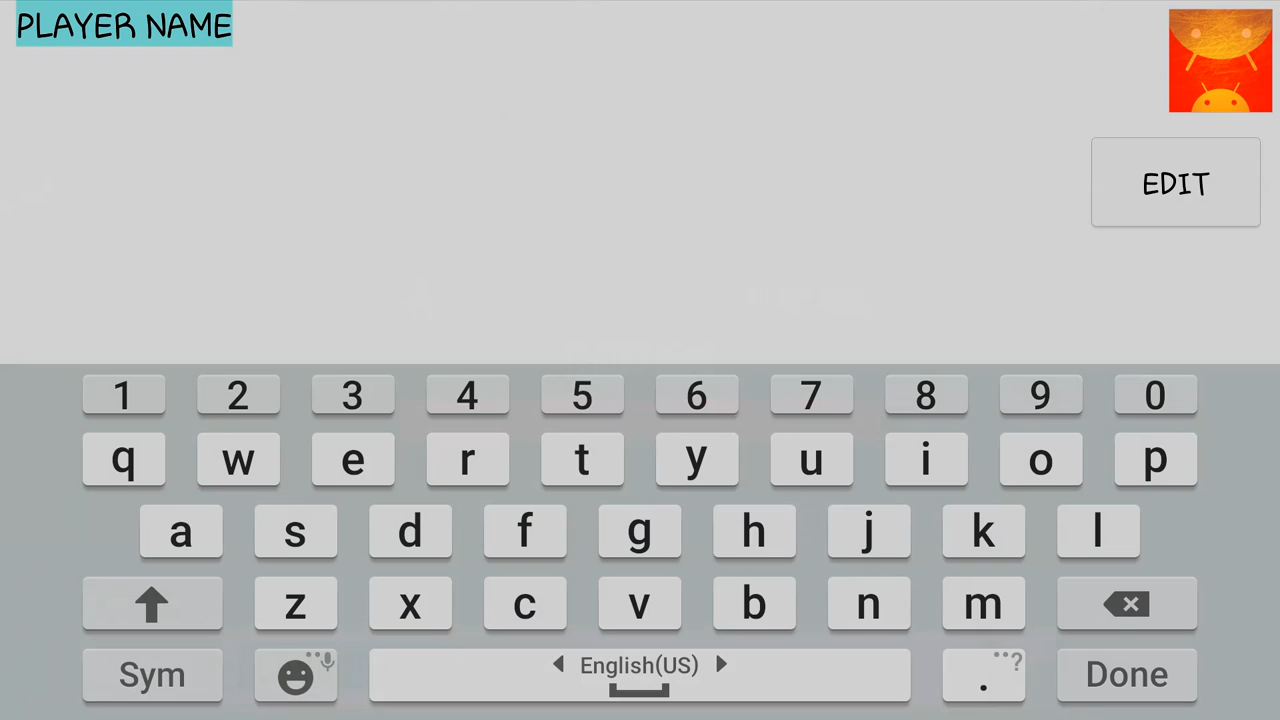 PLAYER NAME
EDIT
1 2 3 4 5 6 7 8 9 0
q w e r t y u i o p
a s d f g h j k l
z x c v b n m
Sym English(US) . ? Done